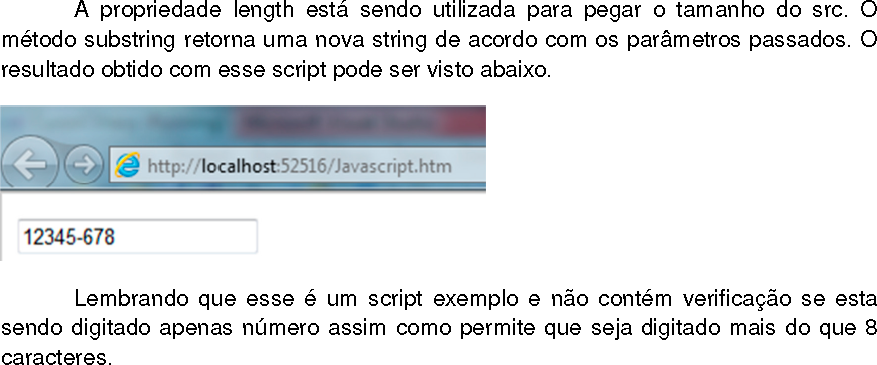 A propriedade length está sendo utilizada para pegar o tamanho do src. O
método substring retorna uma nova string de acordo com os parâmetros passados. O
resultado obtido com esse script pode ser visto abaixo.
http://localhost:52516/Javascript.htm
12345-678
Lembrando que esse é um script exemplo e não contém verificação se esta
sendo digitado apenas número assim como permite que seja digitado mais do que 8
caracteres.